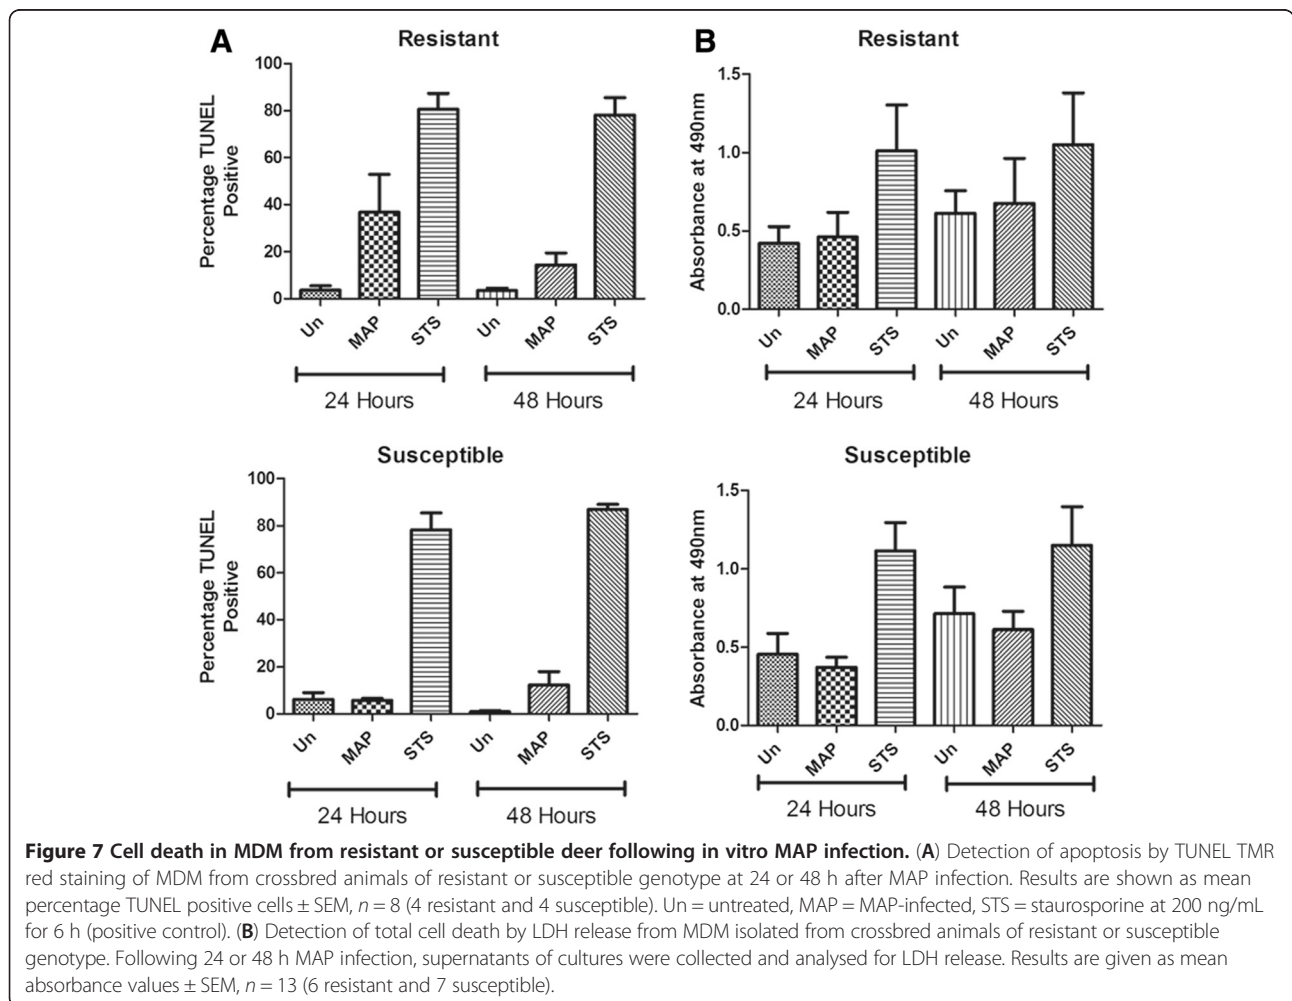 A
Resistant
Percentage TUNEL
Positive
100
80
60
40
20
0
Un
MAP
STS
Un
MAP
STS
24 Hours
48 Hours
B
Resistant
Absorbance at 490nm
1.5
1.0
0.5
0.0
Un
MAP
STS
Un
MAP
STS
24 Hours
48 Hours
Susceptible
Percentage TUNEL
Positive
100
80
60
40
20
0
Un
MAP
STS
Un
MAP
STS
24 Hours
48 Hours
Susceptible
Absorbance at 490nm
1.5
1.0
0.5
0.0
Un
MAP
STS
Un
MAP
STS
24 Hours
48 Hours
Figure 7 Cell death in MDM from resistant or susceptible deer following in vitro MAP infection. (A) Detection of apoptosis by TUNEL TMR
red staining of MDM from crossbred animals of resistant or susceptible genotype at 24 or 48 h after MAP infection. Results are shown as mean
percentage TUNEL positive cells ± SEM, n = 8 (4 resistant and 4 susceptible). Un = untreated, MAP = MAP-infected, STS = staurosporine at 200 ng/mL
for 6 h (positive control). (B) Detection of total cell death by LDH release from MDM isolated from crossbred animals of resistant or susceptible
genotype. Following 24 or 48 h MAP infection, supernatants of cultures were collected and analysed for LDH release. Results are given as mean
absorbance values ± SEM, n = 13 (6 resistant and 7 susceptible).